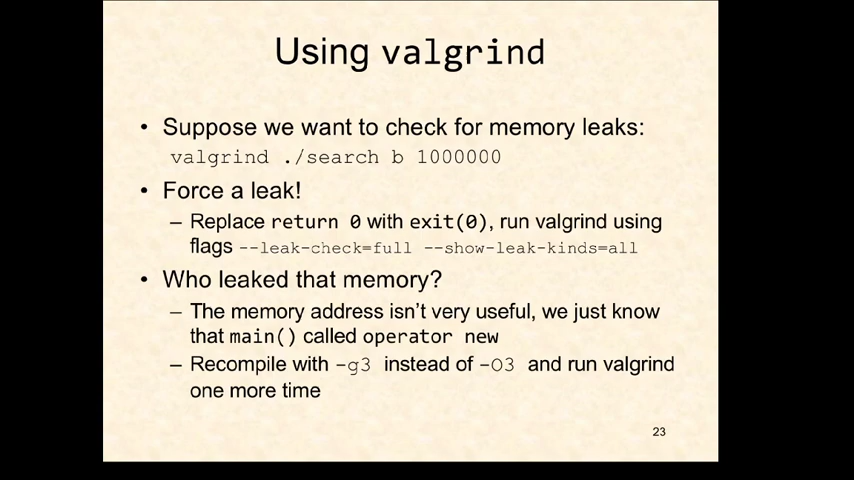 Using valgrind
• Suppose we want to check for memory leaks:
valgrind ./search b 1000000
• Force a leak!
– Replace return 0 with exit(0), run valgrind using
flags --leak-check=full --show-leak-kinds=all
• Who leaked that memory?
– The memory address isn't very useful, we just know
that main() called operator new
– Recompile with -g3 instead of -O3 and run valgrind
one more time
23